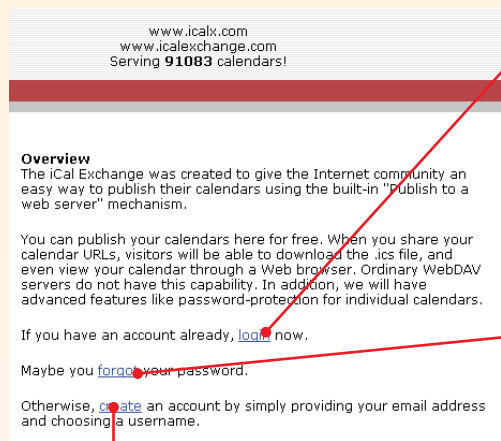 www.icalx.com
www.icalexchange.com
Serving 91083 calendars!
Overview
The iCal Exchange was created to give the Internet community an
easy way to publish their calendars using the built-in "Publish to a
web server" mechanism.
You can publish your calendars here for free. When you share your
calendar URLs, visitors will be able to download the .ics file, and
even view your calendar through a Web browser. Ordinary WebDAV
servers do not have this capability. In addition, we will have
advanced features like password-protection for individual calendars.
If you have an account already, login now.
Maybe you forgot your password.
Otherwise, create an account by simply providing your email address
and choosing a username.